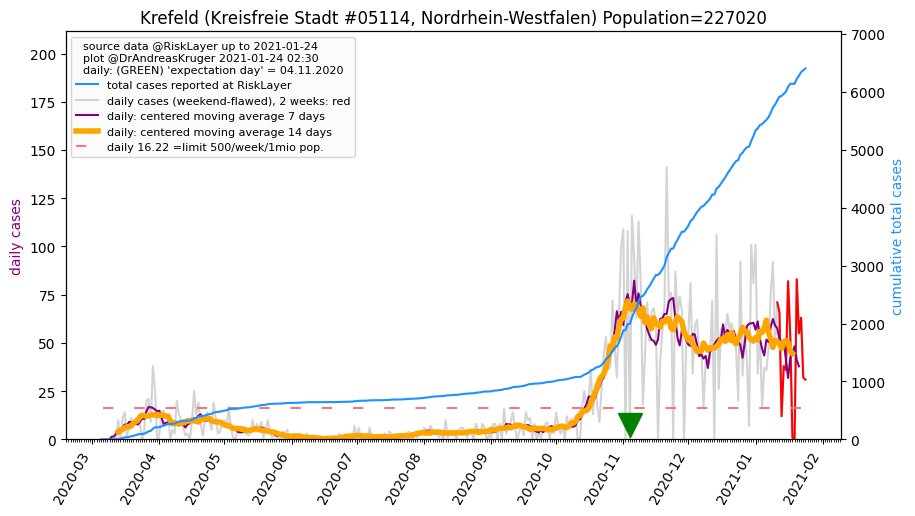 Krefeld (Kreisfreie Stadt #05114, Nordrhein-Westfalen) Population=227020
source data @RiskLayer up to 2021-01-24
plot @DrAndreasKruger 2021-01-24 02:30
daily: (GREEN) 'expectation day' = 04.11.2020
total cases reported at RiskLayer
daily cases (weekend-flawed), 2 weeks: red
daily: centered moving average 7 days
daily: centered moving average 14 days
daily 16.22 =limit 500/week/1mio pop.
daily cases
200
175
150
125
100
75
50
25
0
cumulative total cases
7000
6000
5000
4000
3000
2000
1000
0
2020-03
2020-04
2020-05
2020-06
2020-07
2020-08
2020-09
2020-10
2020-11
2020-12
2021-01
2021-02